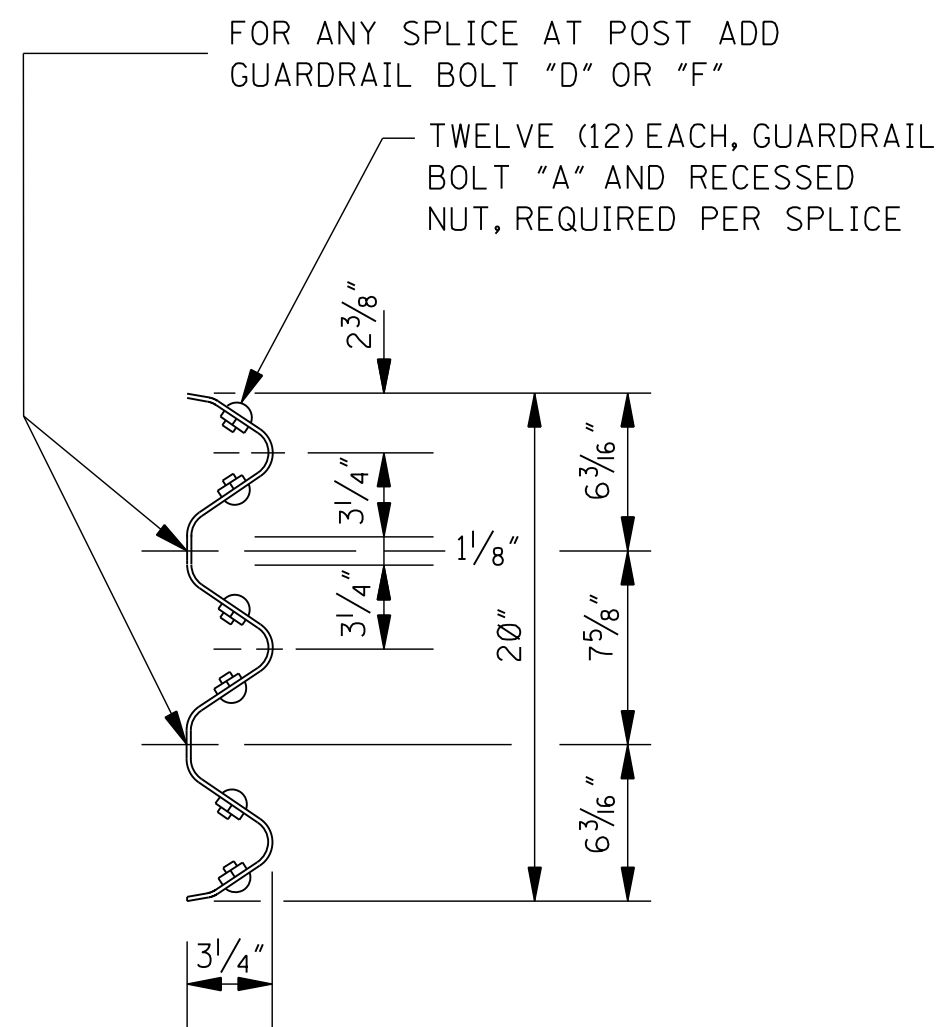 FOR ANY SPLICE AT POST ADD
GUARDRAIL BOLT "D" OR "F"
TWELVE (12) EACH, GUARDRAIL
BOLT "A" AND RECESSED
NUT, REQUIRED PER SPLICE
2 3/8"
6 3/16"
3 1/4"
1 1/8"
3 1/4"
20"
7 5/8"
6 3/16"
3 1/4"